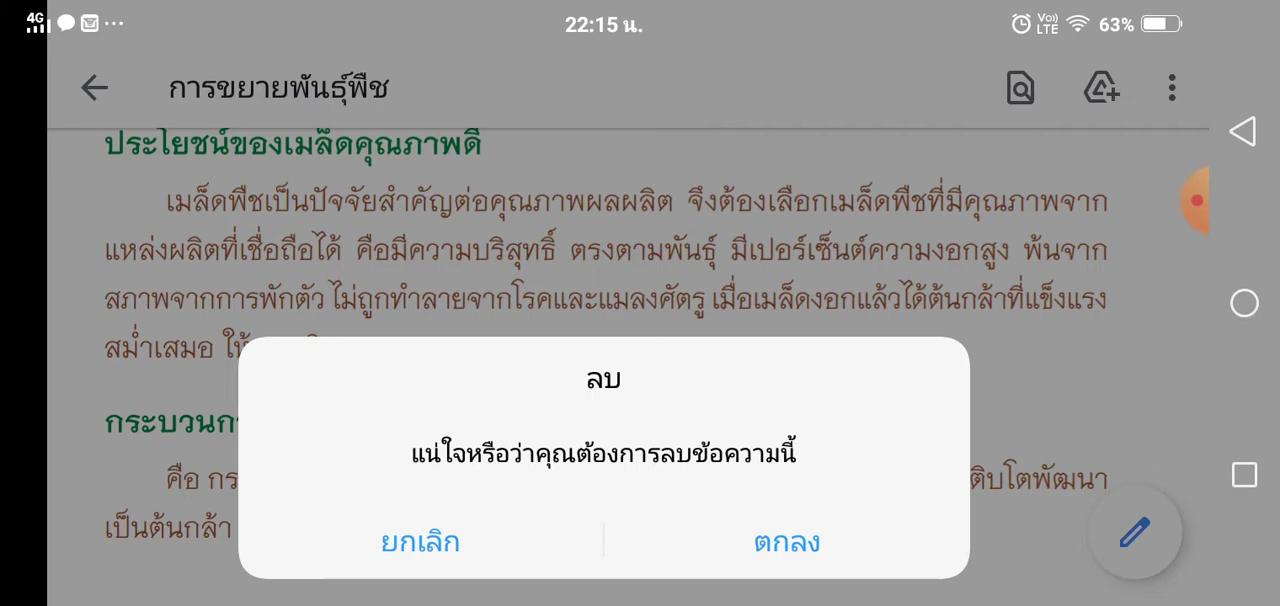 4G
22:15 น.
Vo)) LTE 63%
การขยายพันธุ์พืช
ประโยชน์ของเมล็ดคุณภาพดี
เมล็ดพืชเป็นปัจจัยสำคัญต่อคุณภาพผลผลิต จึงต้องเลือกเมล็ดพืชที่มีคุณภาพจาก
แหล่งผลิตที่เชื่อถือได้ คือมีความบริสุทธิ์ ตรงตามพันธุ์ มีเปอร์เซ็นต์ความงอกสูง พ้นจาก
สภาพจากการพักตัว ไม่ถูกทำลายจากโรคและแมลงศัตรู เมื่อเมล็ดงอกแล้วได้ต้นกล้าที่แข็งแรง
สม่ำเสมอ
ลบ
แน่ใจหรือว่าคุณต้องการลบข้อความนี้
คือ ติบโตพัฒนา
เป็นต้นกล้า
ยกเลิก ตกลง